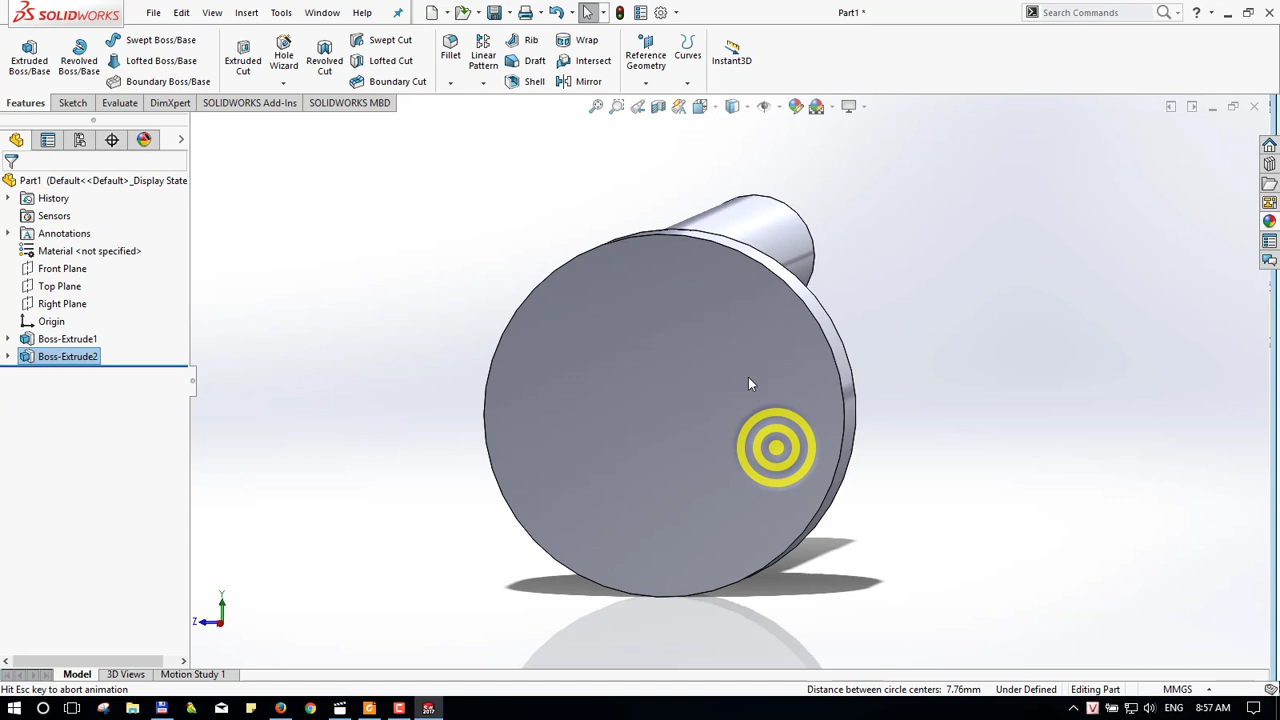 SOLIDWORKS
File
Edit
View
Insert
Tools
Window
Help
Part1 *
Search Commands
Extruded Boss/Base
Revolved Boss/Base
Swept Boss/Base
Lofted Boss/Base
Boundary Boss/Base
Extruded Cut
Hole Wizard
Revolved Cut
Swept Cut
Lofted Cut
Boundary Cut
Fillet
Linear Pattern
Rib
Draft
Shell
Wrap
Intersect
Mirror
Reference Geometry
Curves
Instant3D
Features
Sketch
Evaluate
DimXpert
SOLIDWORKS Add-Ins
SOLIDWORKS MBD
Part1 (Default<<Default>_Display State
History
Sensors
Annotations
Material <not specified>
Front Plane
Top Plane
Right Plane
Origin
Boss-Extrude1
Boss-Extrude2
Y
Z
Model
3D Views
Motion Study 1
Hit Esc key to abort animation
Distance between circle centers: 7.76mm
Under Defined
Editing Part
MMGS
2017
V
ENG
8:57 AM